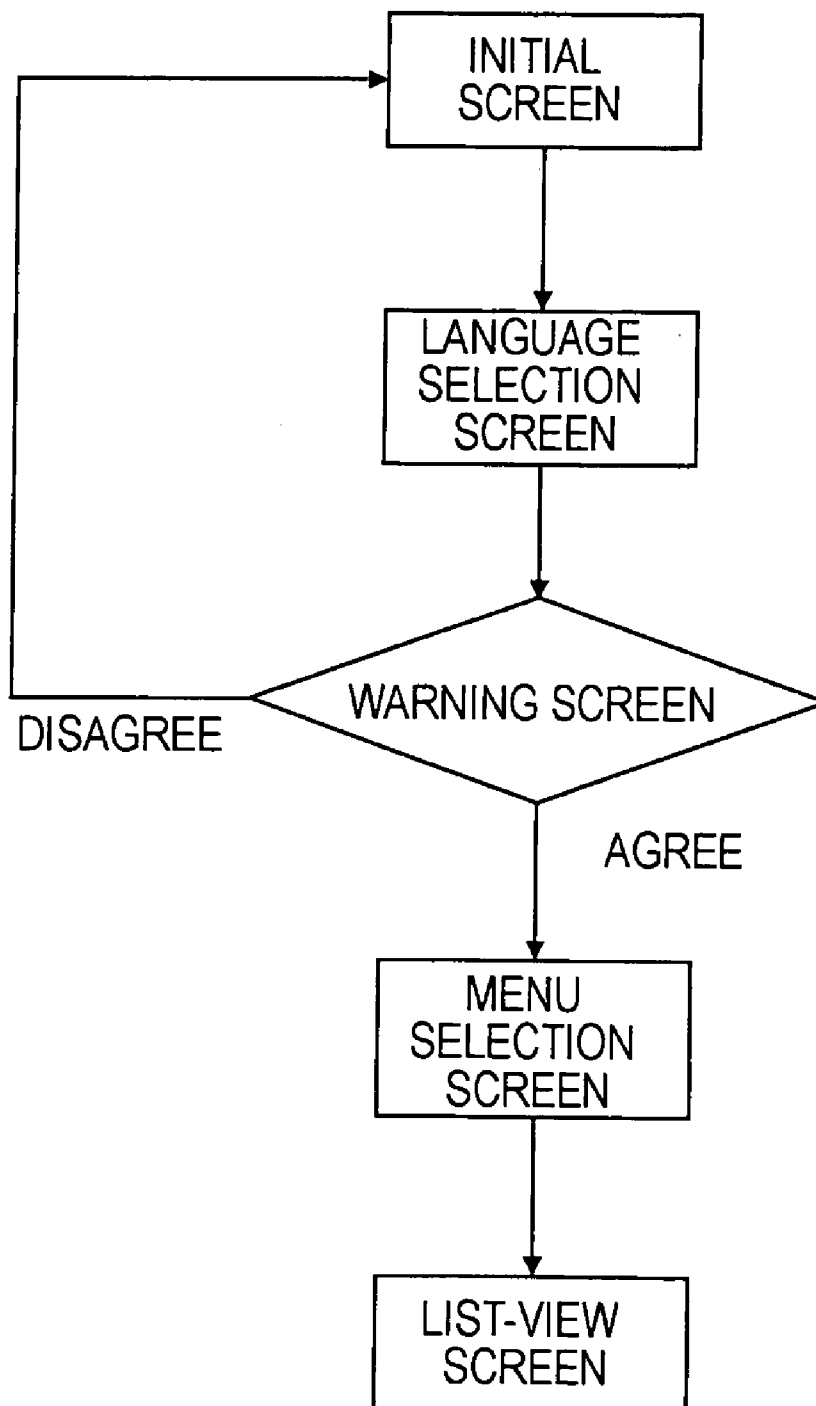 INITIAL
SCREEN
LANGUAGE
SELECTION
SCREEN
WARNING SCREEN
DISAGREE
AGREE
MENU
SELECTION
SCREEN
LIST-VIEW
SCREEN